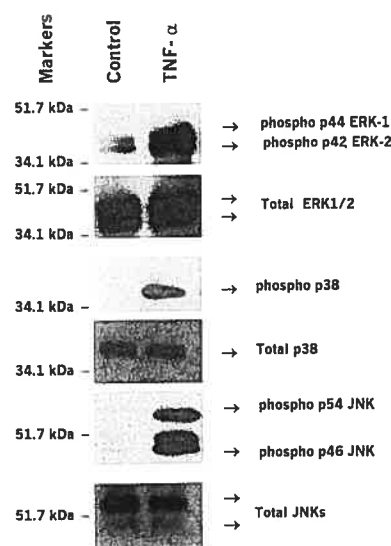 Markers
Control
TNF- α
51.7 kDa
phospho p44 ERK-1
phospho p42 ERK-2
34.1 kDa
51.7 kDa
Total ERK1/2
34.1 kDa
phospho p38
34.1 kDa
Total p38
34.1 kDa
phospho p54 JNK
51.7 kDa
phospho p46 JNK
Total JNKs
51.7 kDa